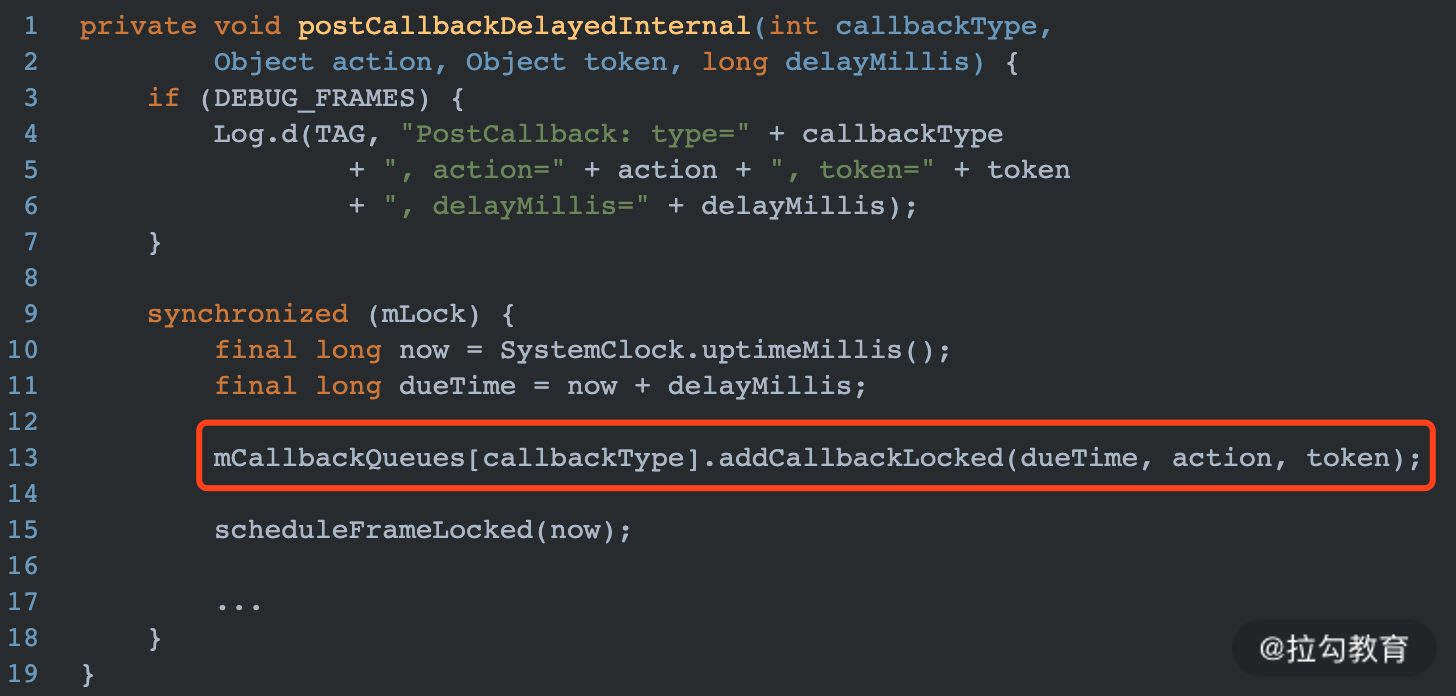 1 private void postCallbackDelayedInternal(int callbackType,
2 Object action, Object token, long delayMillis) {
3 if (DEBUG_FRAMES) {
4 Log.d(TAG, "PostCallback: type=" + callbackType
5 + ", action=" + action + ", token=" + token
6 + ", delayMillis=" + delayMillis);
7 }
8
9 synchronized (mLock) {
10 final long now = SystemClock.uptimeMillis();
11 final long dueTime = now + delayMillis;
12
13 mCallbackQueues[callbackType].addCallbackLocked(dueTime, action, token);
14
15 scheduleFrameLocked(now);
16
17 ...
18 }
19 }
@拉勾教育